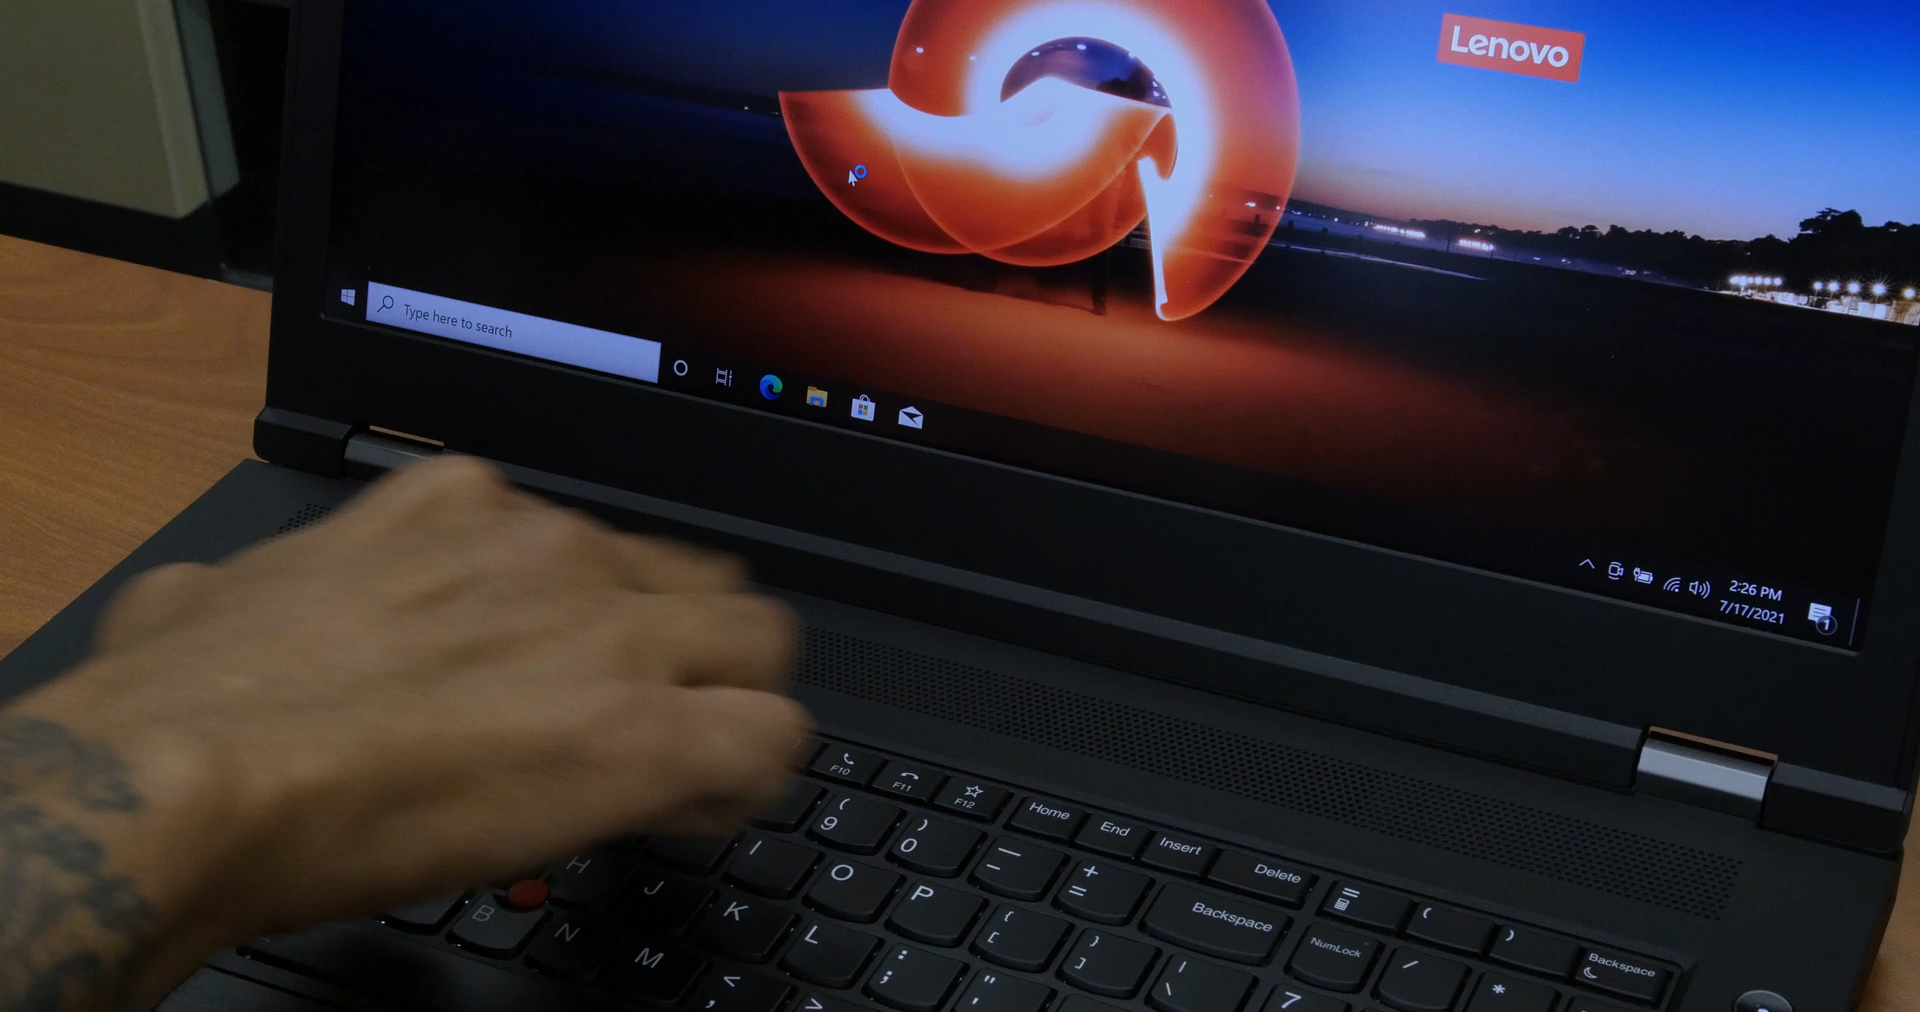 Lenovo
Type here to search
2:26 PM
7/17/2021
1
F10 F11 F12 Home End Insert Delete
( 9 ) 0 — + = Backspace NumLock / * Backspace
I O P { [ } ] | \ 7
H J K L : ; " '
B N M < , >